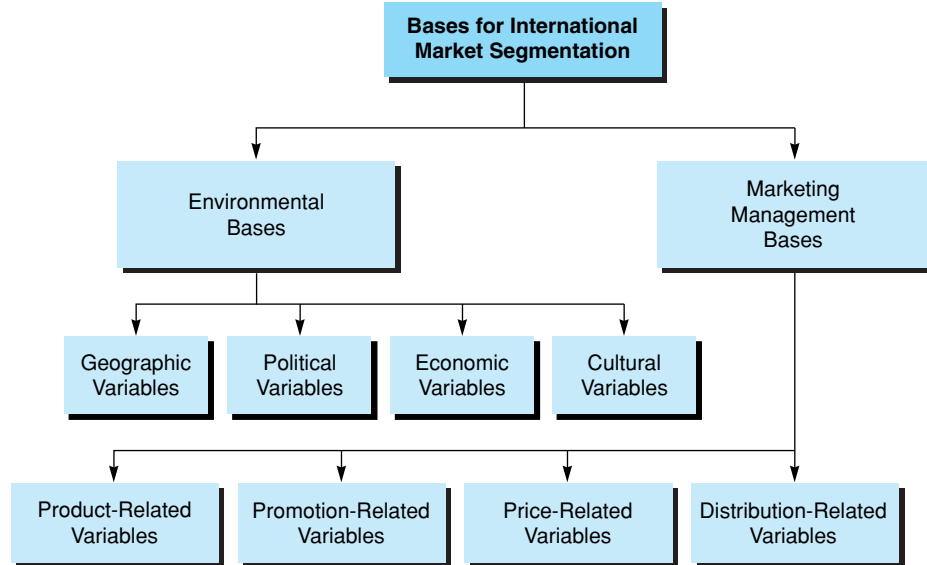 Bases for International
Market Segmentation
Environmental
Bases
Marketing
Management
Bases
Geographic
Variables
Political
Variables
Economic
Variables
Cultural
Variables
Product-Related
Variables
Promotion-Related
Variables
Price-Related
Variables
Distribution-Related
Variables